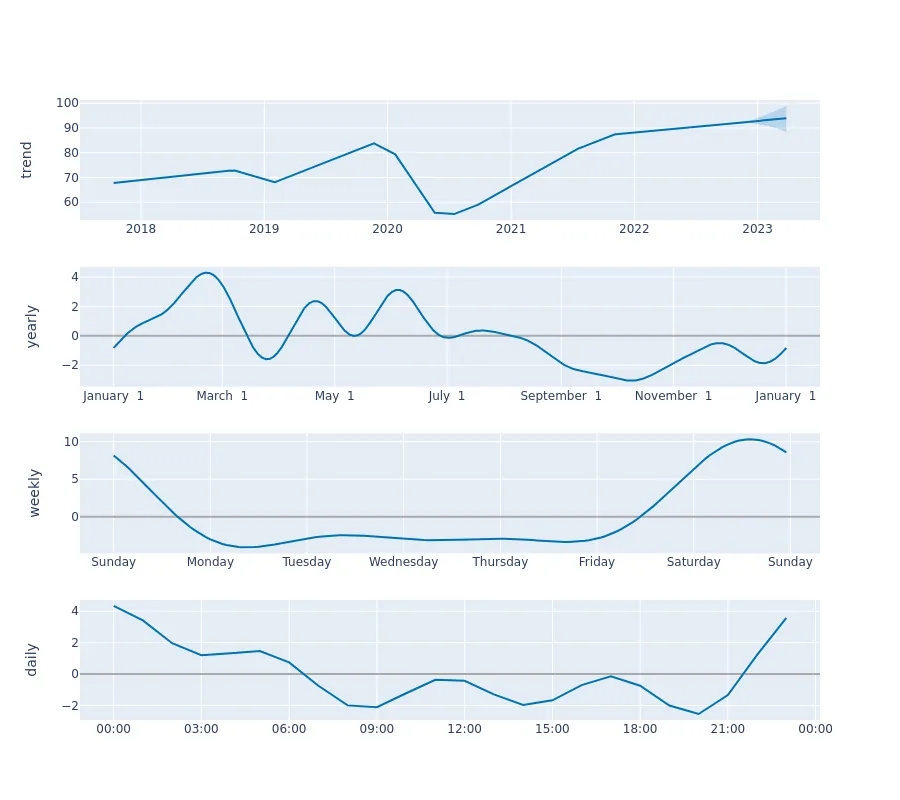 trend
100
90
80
70
60
2018 2019 2020 2021 2022 2023
yearly
4
2
0
−2
January 1 March 1 May 1 July 1 September 1 November 1 January 1
weekly
10
5
0
Sunday Monday Tuesday Wednesday Thursday Friday Saturday Sunday
daily
4
2
0
−2
00:00 03:00 06:00 09:00 12:00 15:00 18:00 21:00 00:00